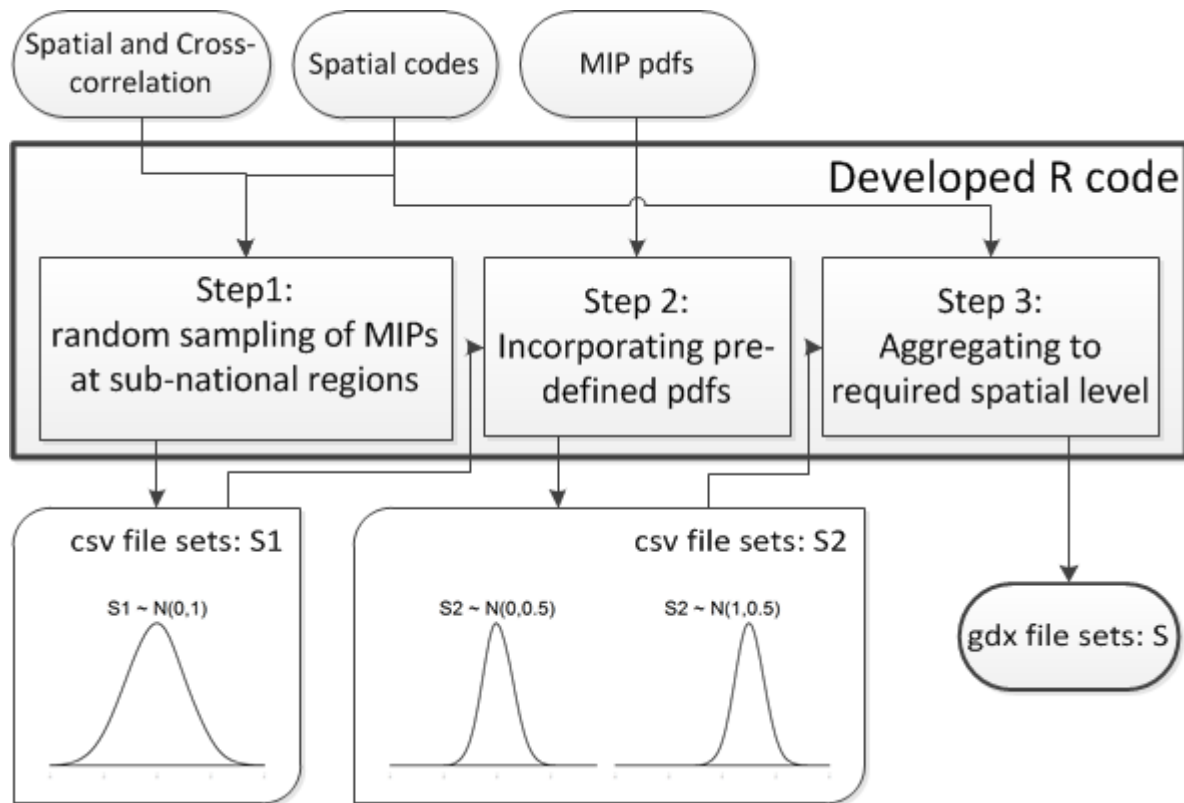 Spatial and Cross-
correlation
Spatial codes
MIP pdfs
Developed R code
Step1:
random sampling of MIPs
at sub-national regions
Step 2:
Incorporating pre-
defined pdfs
Step 3:
Aggregating to
required spatial level
csv file sets: S1
S1 ~ N(0,1)
csv file sets: S2
S2 ~ N(0,0.5)
S2 ~ N(1,0.5)
gdx file sets: S